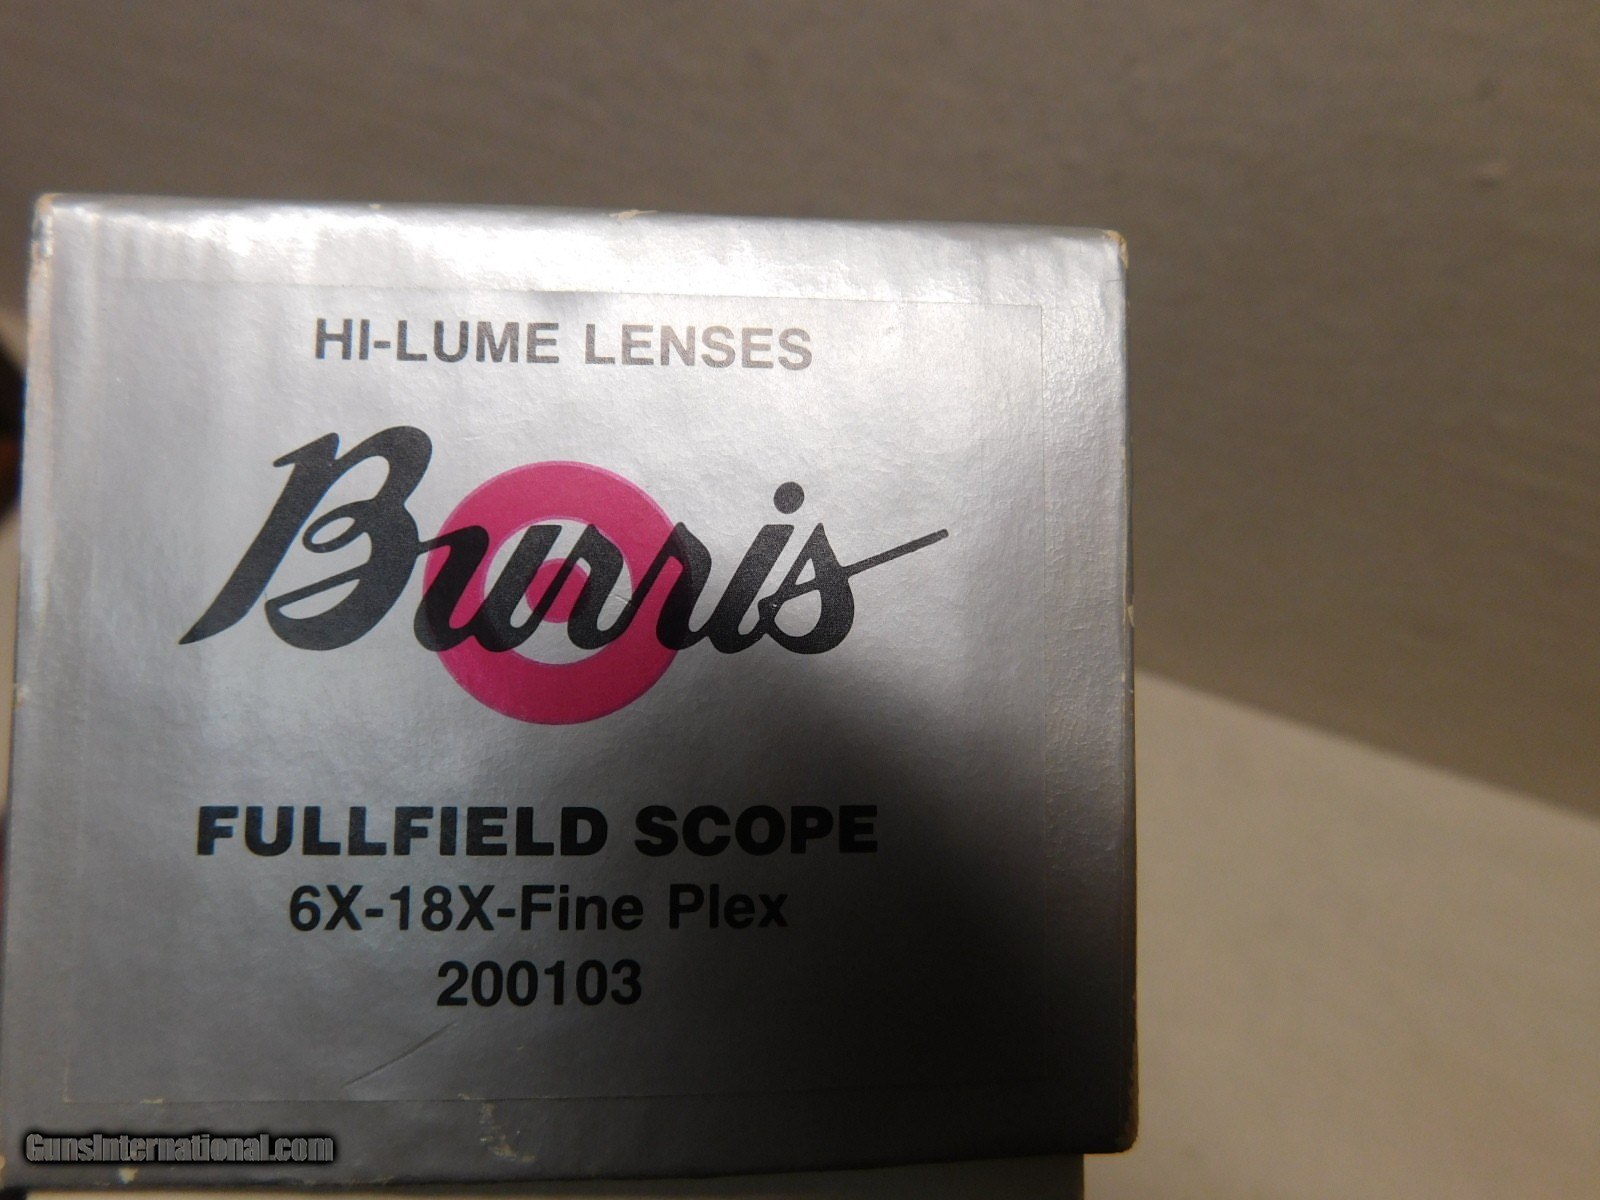 HI-LUME LENSES
Burris
FULLFIELD SCOPE
6X-18X-Fine Plex
200103
GunsInternational.com